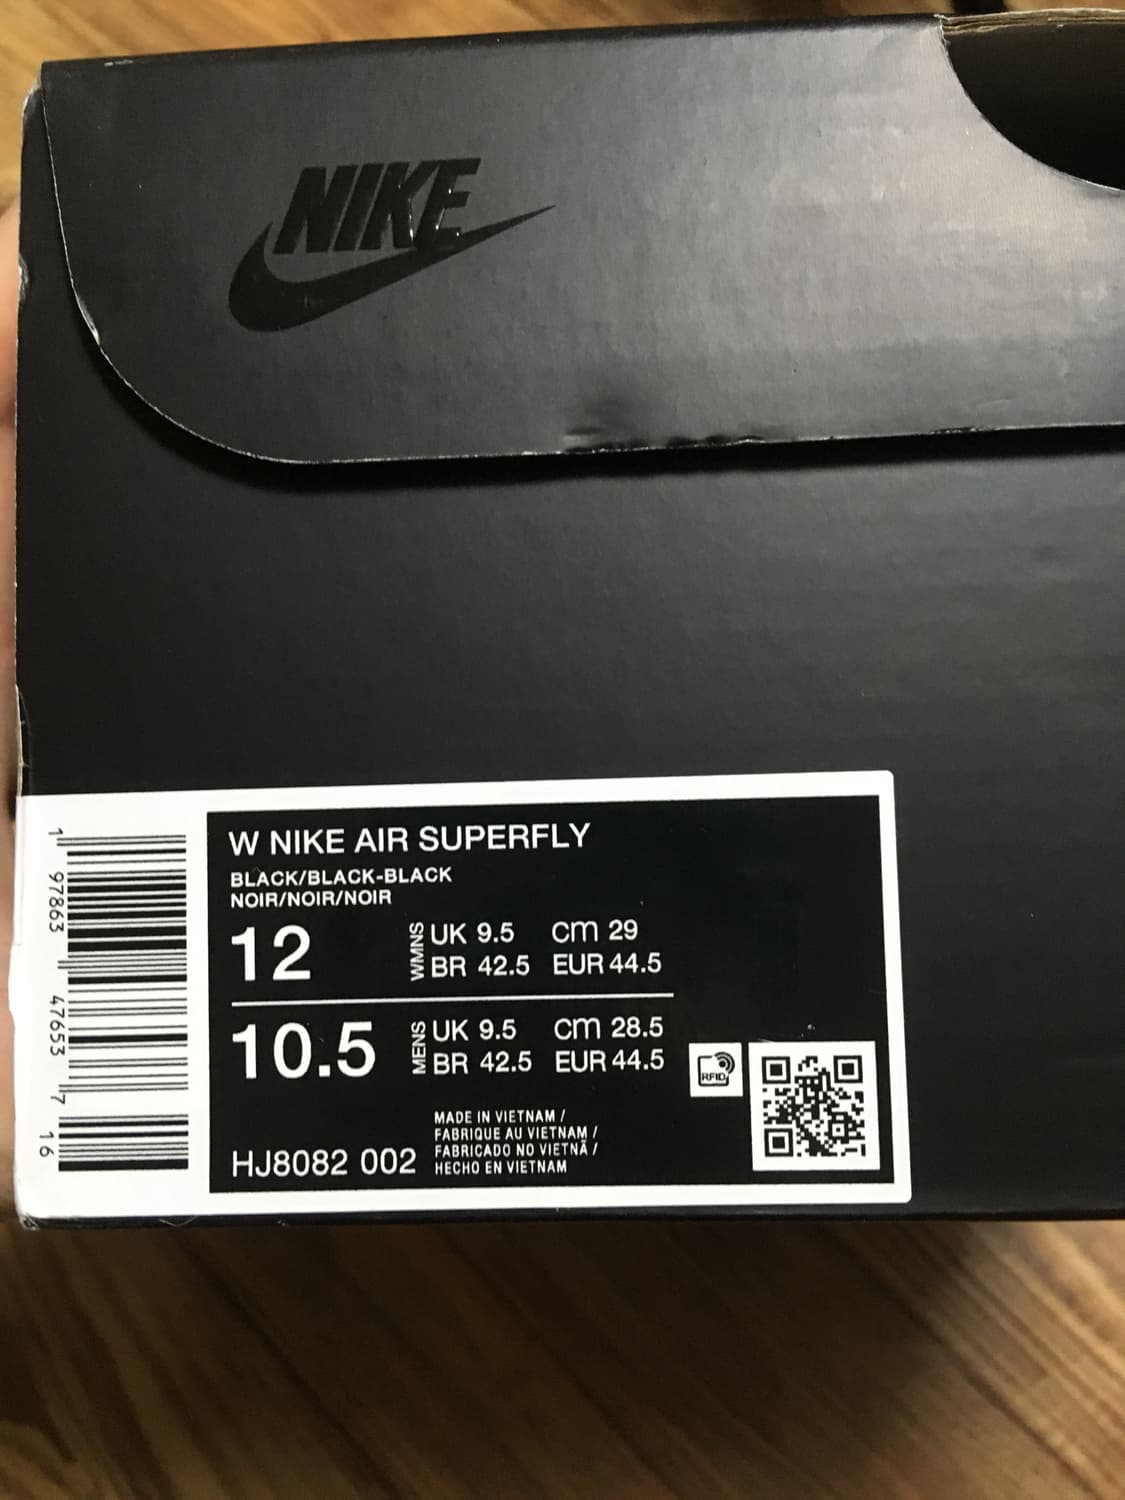 NIKE
W NIKE AIR SUPERFLY
BLACK/BLACK-BLACK
NOIR/NOIR/NOIR
12 WMNS UK 9.5 CM 29
BR 42.5 EUR 44.5
10.5 MENS UK 9.5 CM 28.5
BR 42.5 EUR 44.5
RFID
MADE IN VIETNAM /
FABRIQUE AU VIETNAM /
FABRICADO NO VIETNÃ /
HECHO EN VIETNAM
HJ8082 002
1 97863 47653 7 16